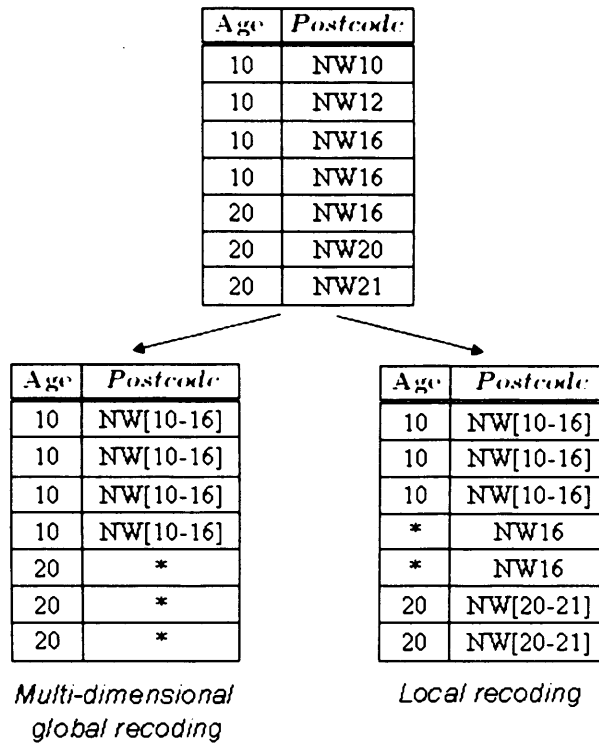 Age Postcode
10 NW10
10 NW12
10 NW16
10 NW16
20 NW16
20 NW20
20 NW21
Age Postcode
10 NW[10-16]
10 NW[10-16]
10 NW[10-16]
10 NW[10-16]
20 *
20 *
20 *
Multi-dimensional
global recoding
Age Postcode
10 NW[10-16]
10 NW[10-16]
10 NW[10-16]
* NW16
* NW16
20 NW[20-21]
20 NW[20-21]
Local recoding